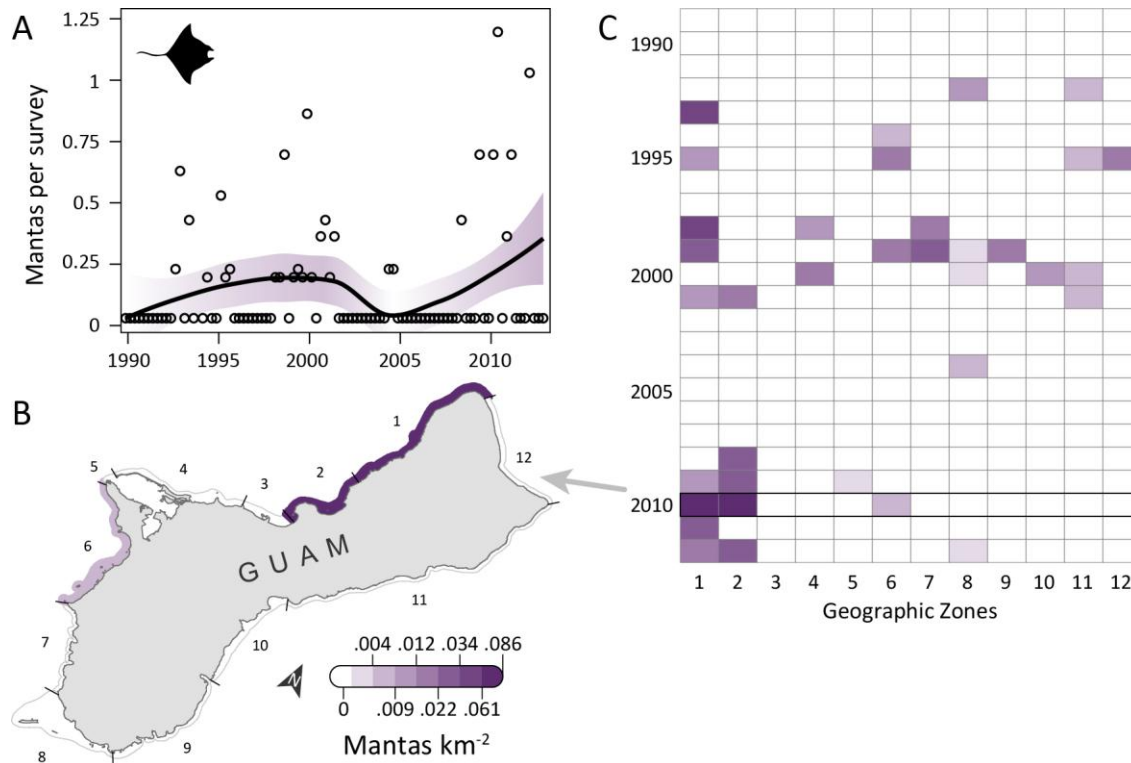 A
Mantas per survey
1.25
1
0.75
0.5
0.25
0
1990
1995
2000
2005
2010
B
1
2
3
4
5
6
7
8
9
10
11
12
GUAM
N
.004 .012 .034 .086
0 .009 .022 .061
Mantas km-2
C
1990
1995
2000
2005
2010
1 2 3 4 5 6 7 8 9 10 11 12
Geographic Zones